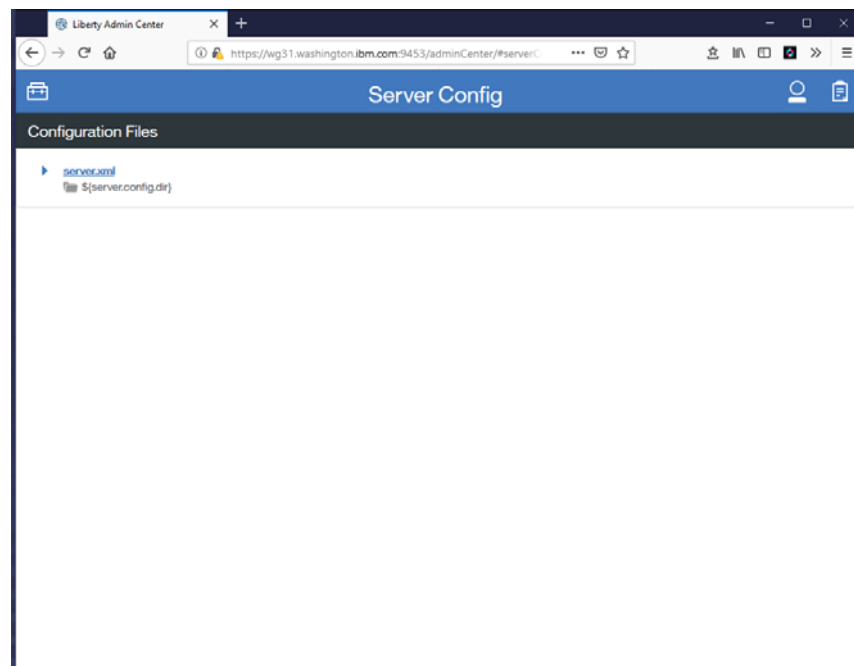 Liberty Admin Center
https://wg31.washington.ibm.com:9453/adminCenter/#serverC
Server Config
Configuration Files
server.xml
${server.config.dir}